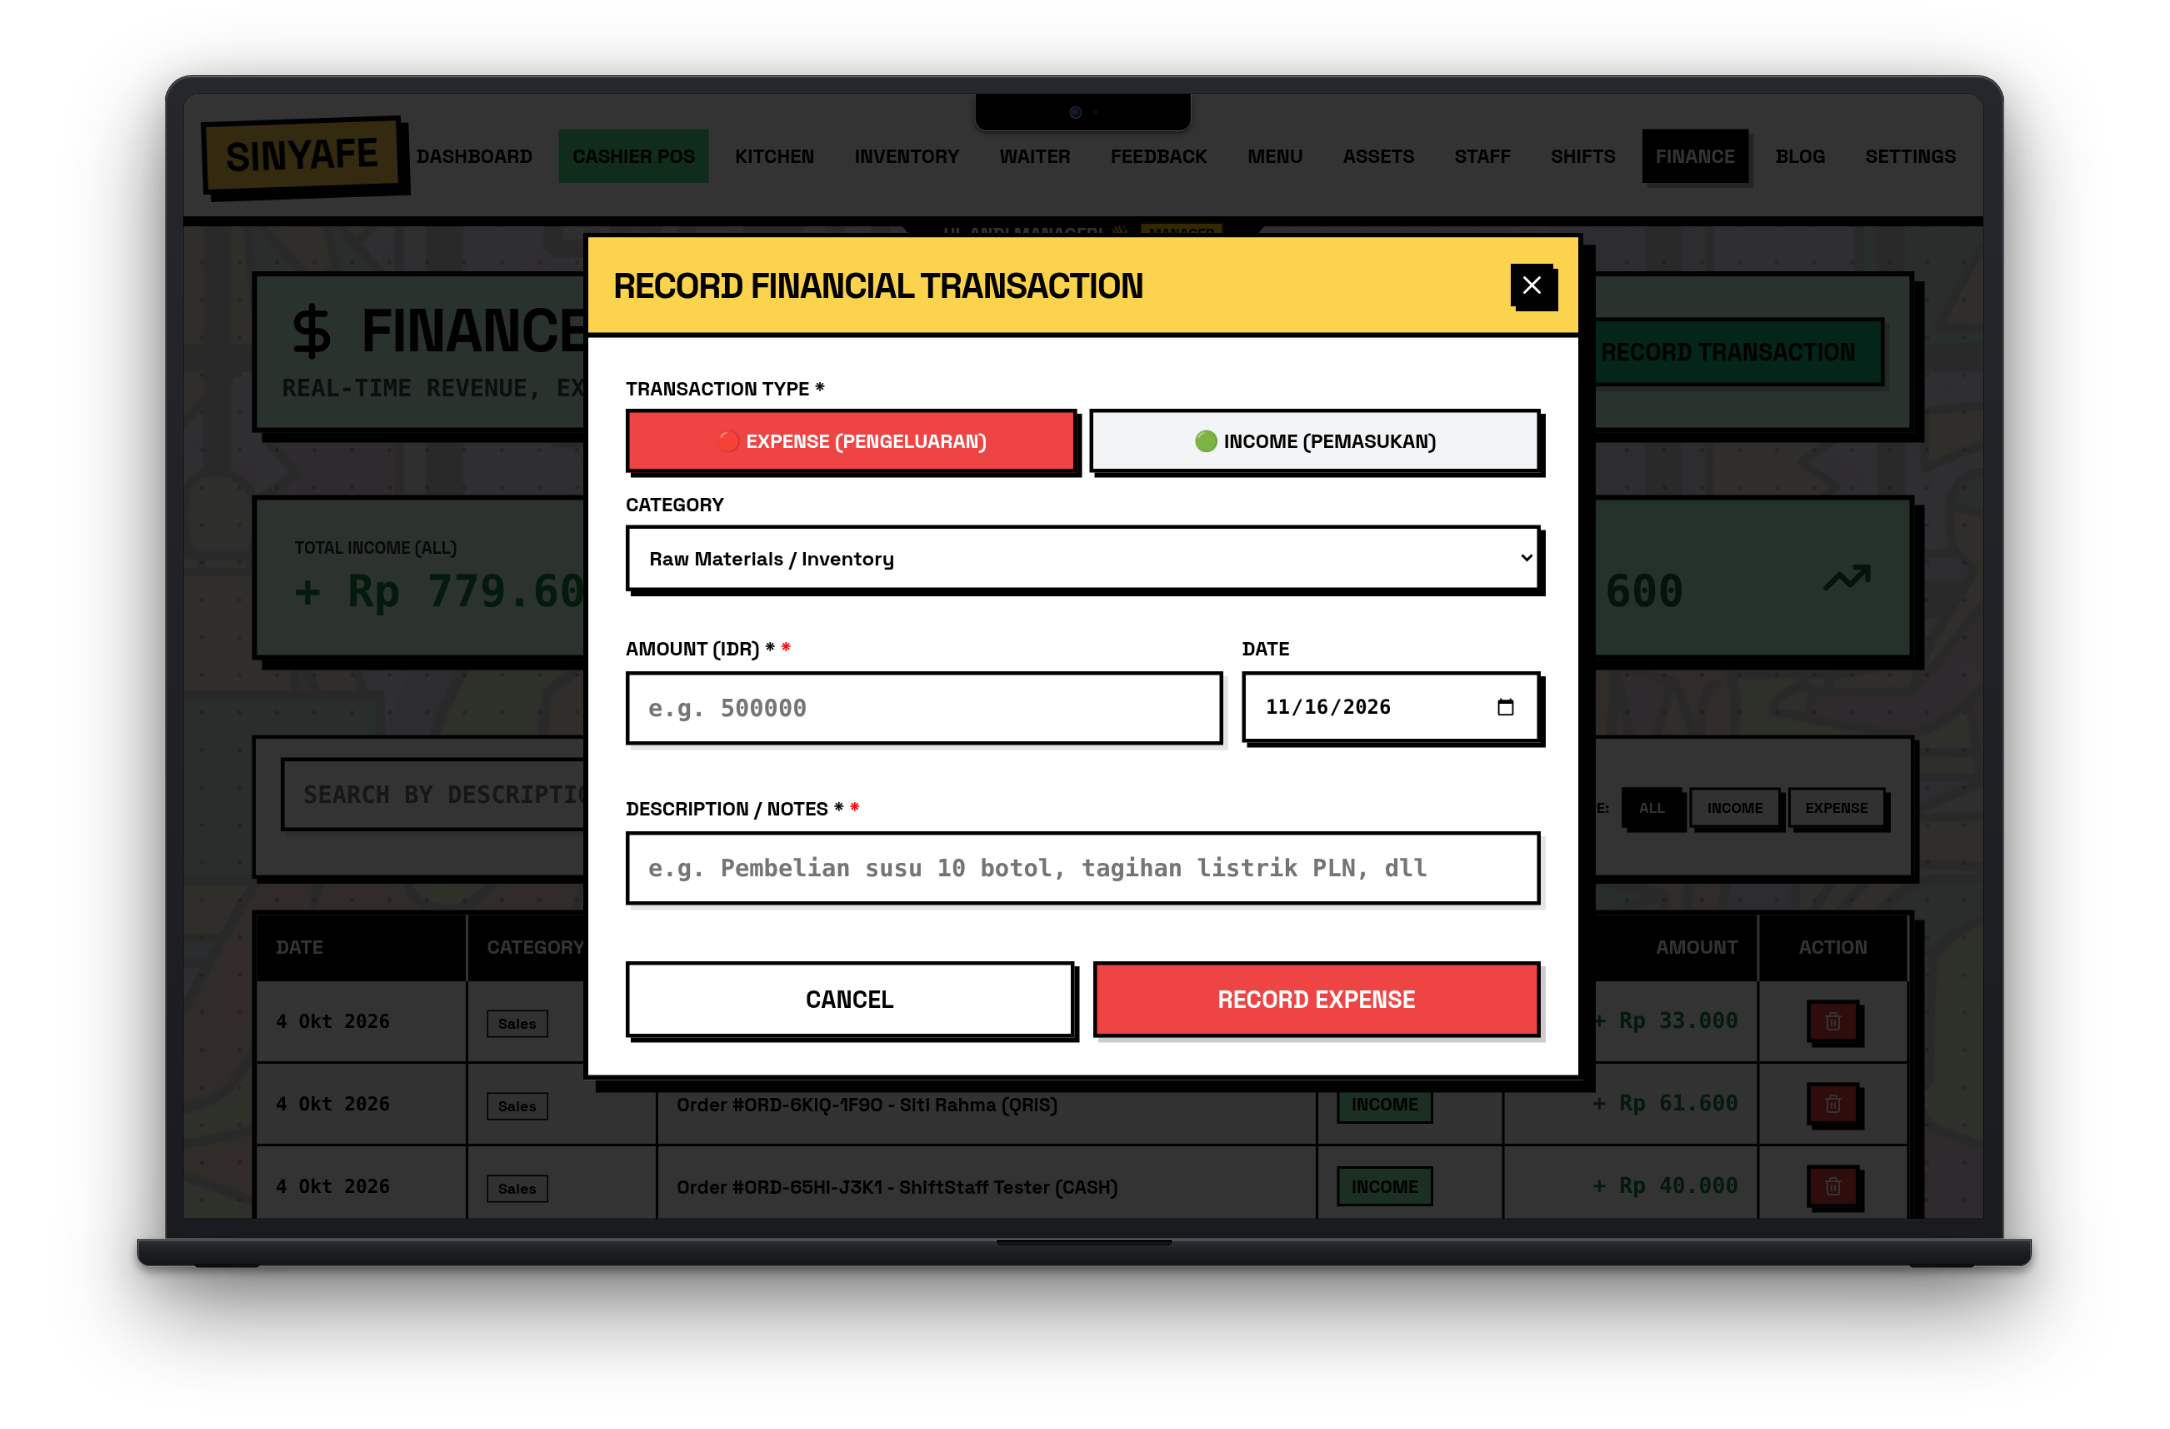 SINYAFE
DASHBOARD CASHIER POS KITCHEN INVENTORY WAITER FEEDBACK MENU ASSETS STAFF SHIFTS FINANCE BLOG SETTINGS
MANAGER
$ FINANCE
REAL-TIME REVENUE,
RECORD TRANSACTION
TOTAL INCOME (ALL)
+ Rp 779.60
600
RECORD FINANCIAL TRANSACTION
TRANSACTION TYPE *
EXPENSE (PENGELUARAN) INCOME (PEMASUKAN)
CATEGORY
Raw Materials / Inventory
AMOUNT (IDR) * * DATE
e.g. 500000 11/16/2026
DESCRIPTION / NOTES * *
e.g. Pembelian susu 10 botol, tagihan listrik PLN, dll
CANCEL RECORD EXPENSE
SEARCH BY
ALL INCOME EXPENSE
DATE CATEGORY AMOUNT ACTION
4 Okt 2026 Sales + Rp 33.000
4 Okt 2026 Sales Order #ORD-6KIQ-1F90 - Siti Rahma (QRIS) INCOME + Rp 61.600
4 Okt 2026 Sales Order #ORD-65HI-J3K1 - ShiftStaff Tester (CASH) INCOME + Rp 40.000